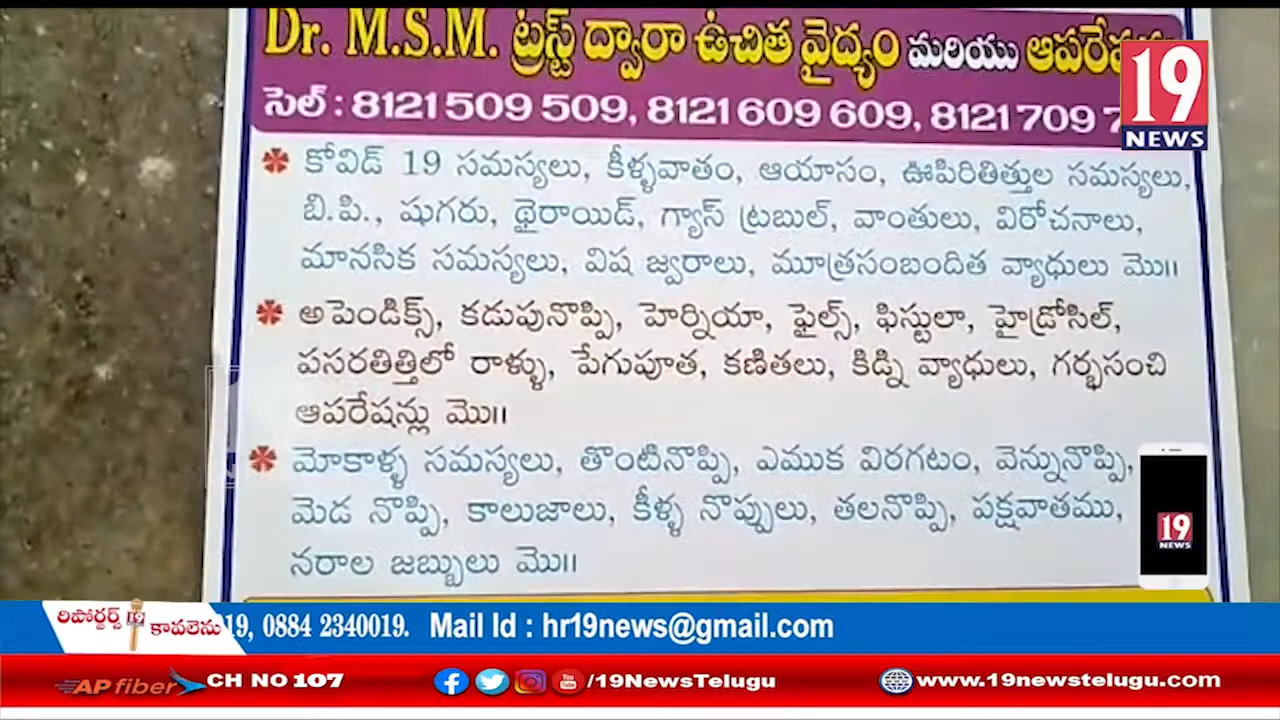 Dr. M.S.M. ట్రస్ట్ ద్వారా ఉచిత వైద్యం మరియు
సెల్ : 8121 509 509, 8121 609 609, 8121 709
19
NEWS
కోవిడ్ 19 సమస్యలు, కీళ్ళవాతం, ఆయాసం, ఊపిరితిత్తుల సమస్యలు,
బి.పి., షుగరు, థైరాయిడ్, గ్యాస్ ట్రబుల్, వాంతులు, విరోచనాలు,
మానసిక సమస్యలు, విష జ్వరాలు, మూత్రసంబందిత వ్యాధులు మొ॥
అపెండిక్స్, కడుపునొప్పి, హెర్నియా, ఫైల్స్, ఫిస్టులా, హైడ్రోసిల్,
పసరతిత్తిలో రాళ్ళు, పేగుపూత, కణితలు, కిడ్ని వ్యాధులు, గర్భసంచి
ఆపరేషన్లు మొ॥
మోకాళ్ళ సమస్యలు, తొంటినొప్పి, ఎముక విరగటం, వెన్నునొప్పి,
మెడ నొప్పి, కాలుజాలు, కీళ్ళ నొప్పులు, తలనొప్పి, పక్షవాతము,
నరాల జబ్బులు మొ॥
19
NEWS
రిపోర్టర్స్ 19 కావలెను
19, 0884 2340019. Mail Id : hr19news@gmail.com
AP fiber CH NO 107 /19NewsTelugu www.19newstelugu.com